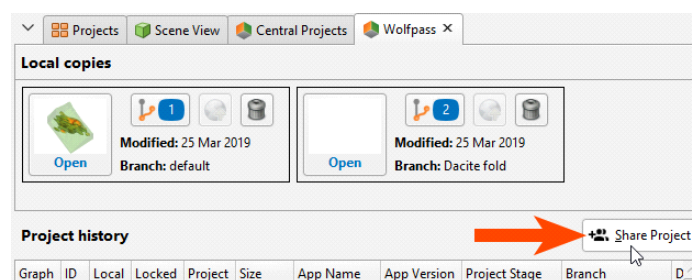 Projects Scene View Central Projects Wolfpass
Local copies
1 2
Modified: 25 Mar 2019 Modified: 25 Mar 2019
Open Branch: default Open Branch: Dacite fold
Project history Share Project
Graph ID Local Locked Project Size App Name App Version Project Stage Branch D